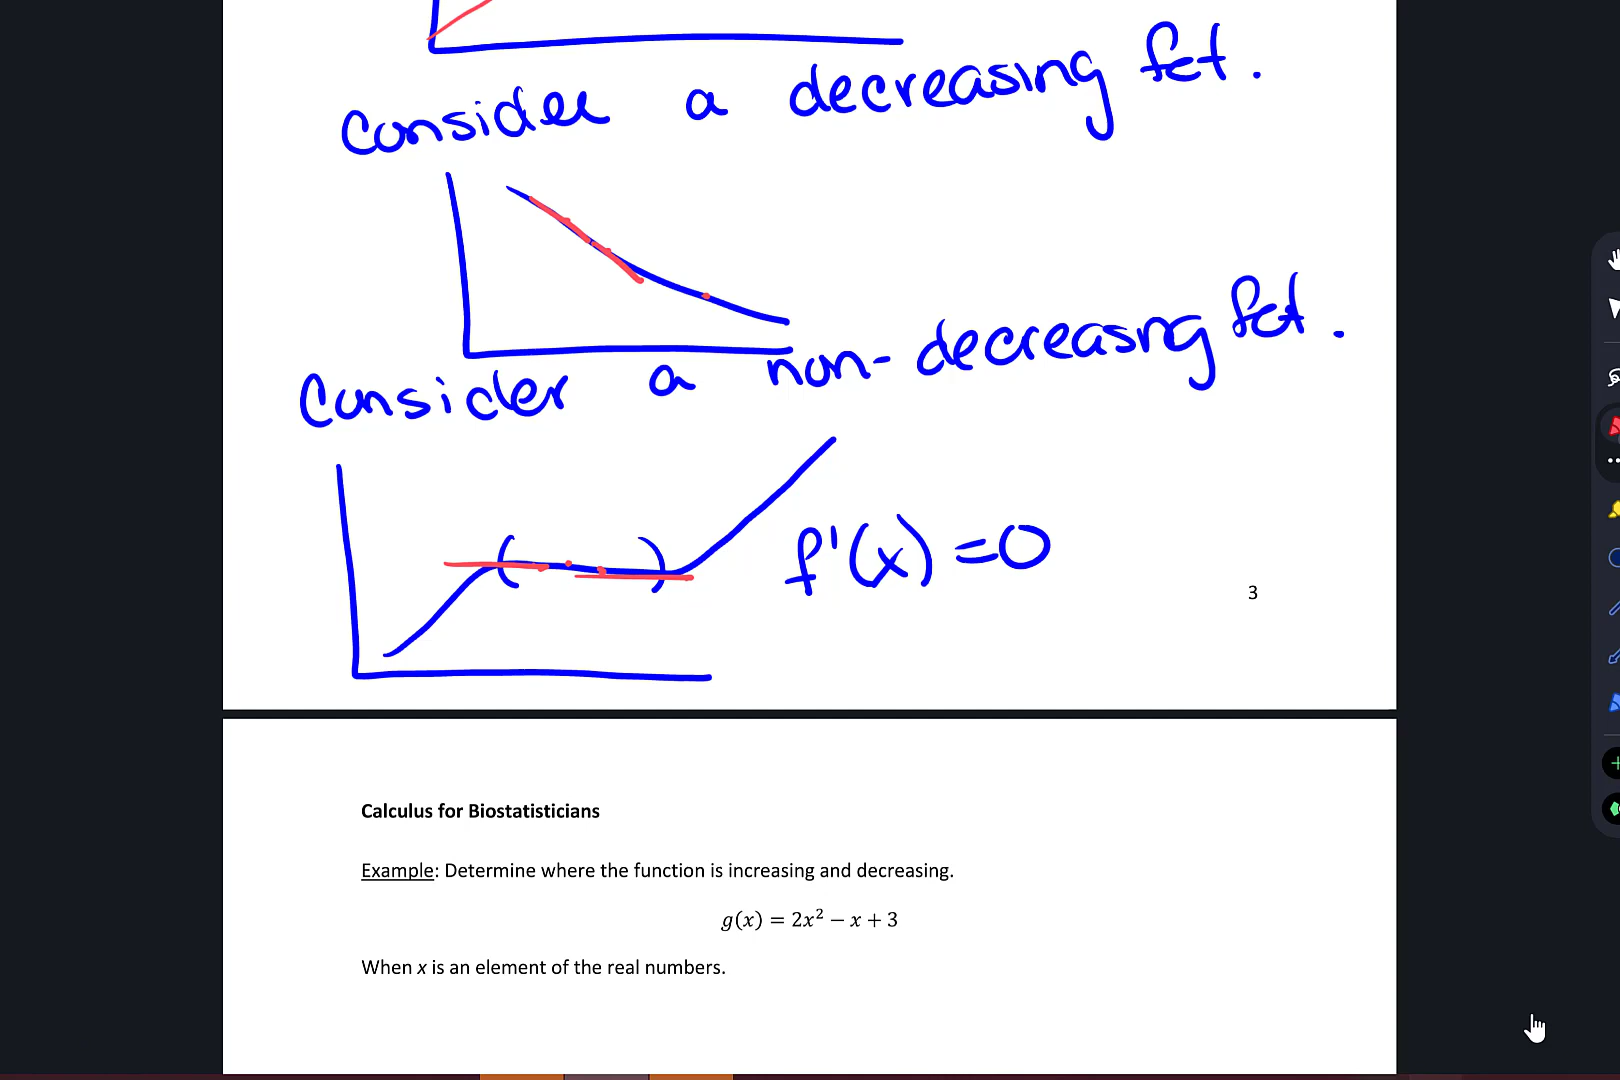 Consider a decreasing fct.
Consider a non-decreasng fct.
f'(x) = 0
3
Calculus for Biostatisticians
Example: Determine where the function is increasing and decreasing.
g(x) = 2x² − x + 3
When x is an element of the real numbers.